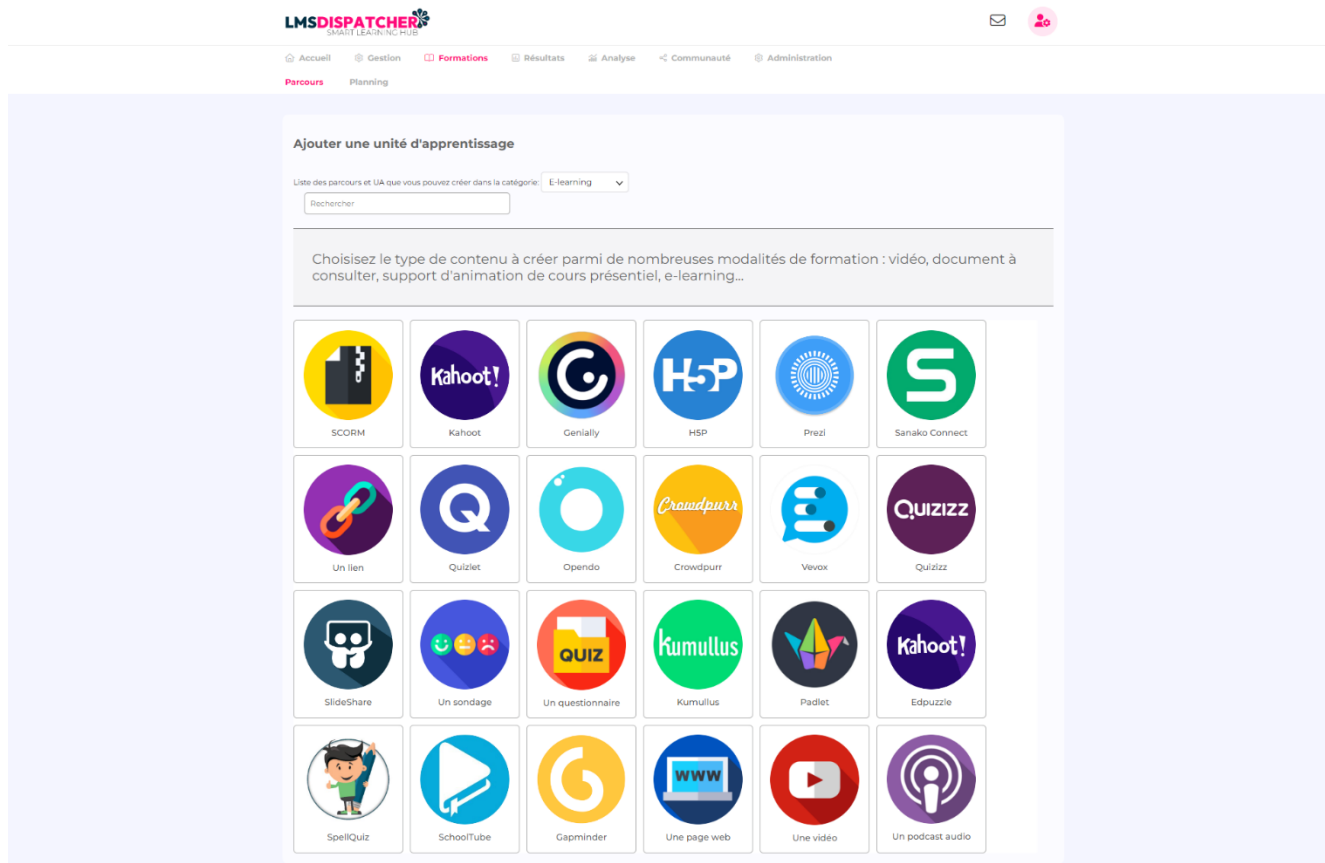 LMSDISPATCHER
SMART LEARNING HUB
Accueil Gestion Formations Résultats Analyse Communauté Administration
Parcours Planning
Ajouter une unité d'apprentissage
Liste des parcours et UA que vous pouvez créer dans la catégorie: E-learning
Rechercher
Choisisez le type de contenu à créer parmi de nombreuses modalités de formation : vidéo, document à
consulter, support d'animation de cours présentiel, e-learning...
Kahoot! H5P S
SCORM Kahoot Genially H5P Prezi Sanako Connect
Q Crowdpurr QUIZIZZ
Un lien Quizlet Opendo Crowdpurr Vevox Quizizz
QUIZ Kumullus Kahoot!
SlideShare Un sondage Un questionnaire Kumullus Padlet Edpuzzle
WWW
SpellQuiz SchoolTube Gapminder Une page web Une vidéo Un podcast audio